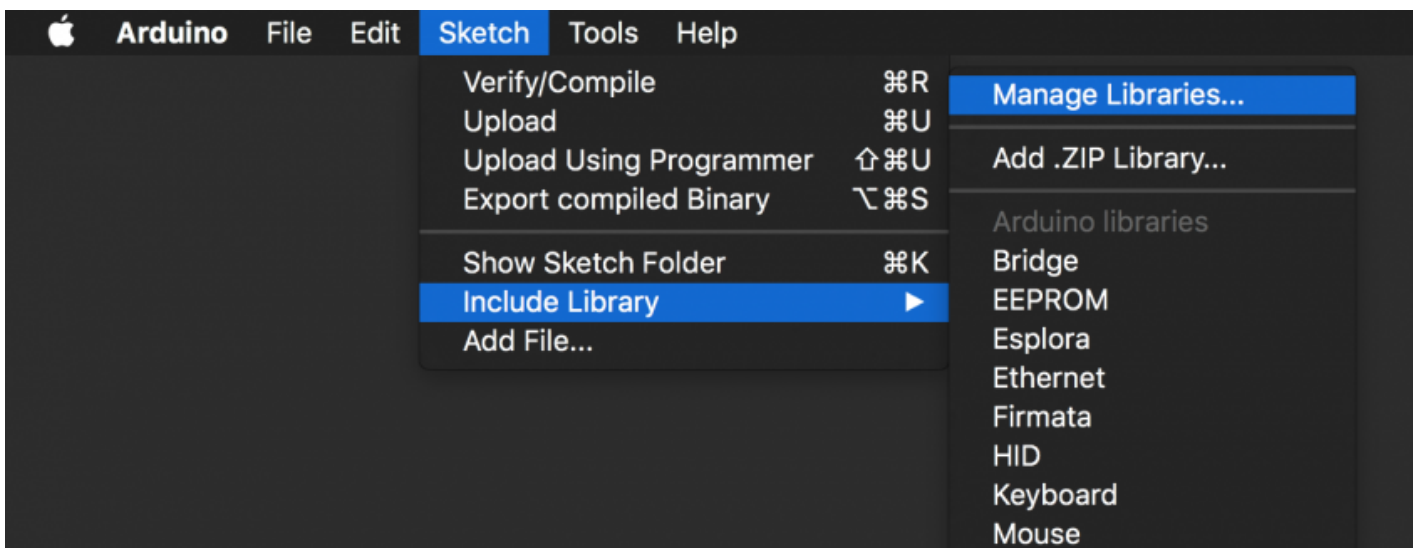 Arduino File Edit Sketch Tools Help
Verify/Compile ⌘R
Upload ⌘U
Upload Using Programmer ⇧⌘U
Export compiled Binary ⌥⌘S
Show Sketch Folder ⌘K
Include Library ▶
Add File...
Manage Libraries...
Add .ZIP Library...
Arduino libraries
Bridge
EEPROM
Esplora
Ethernet
Firmata
HID
Keyboard
Mouse